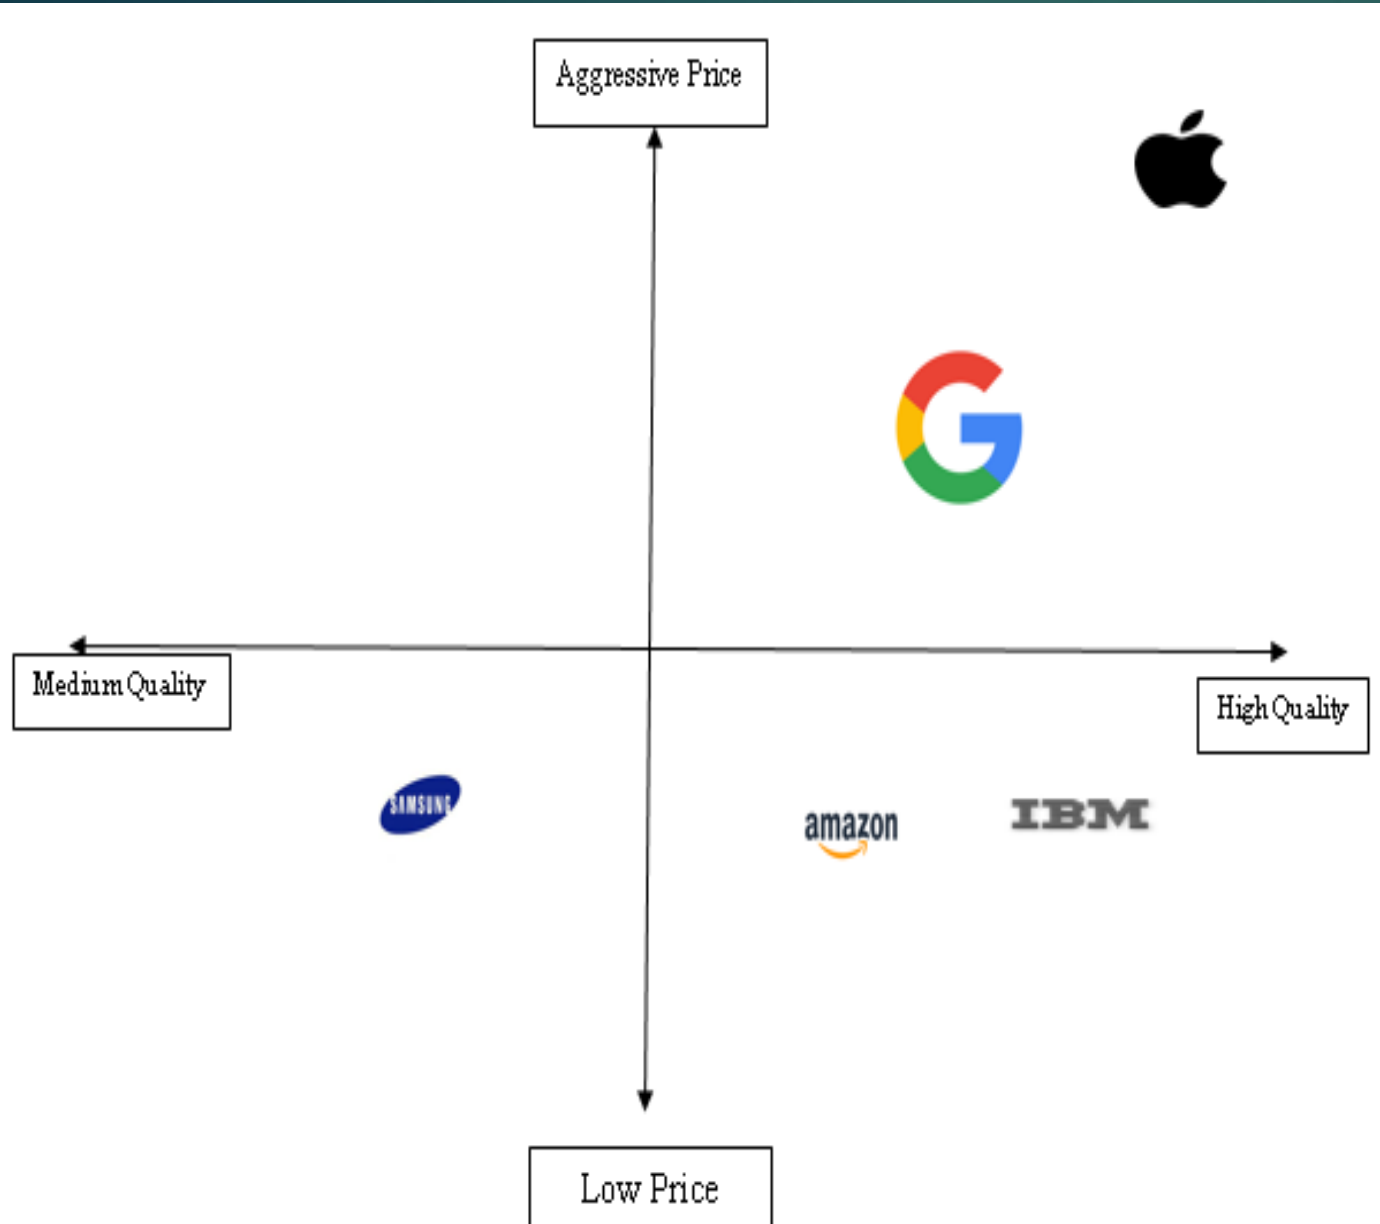 Aggressive Price
Medium Quality
High Quality
SAMSUNG
amazon
IBM
Low Price